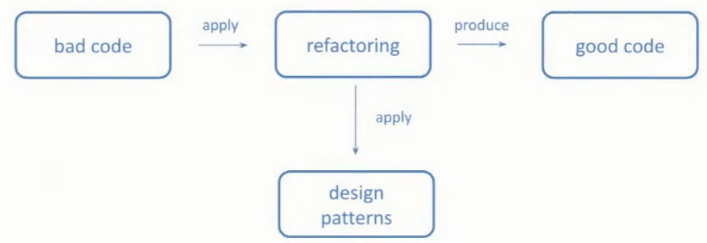 bad code
apply
refactoring
produce
good code
apply
design
patterns